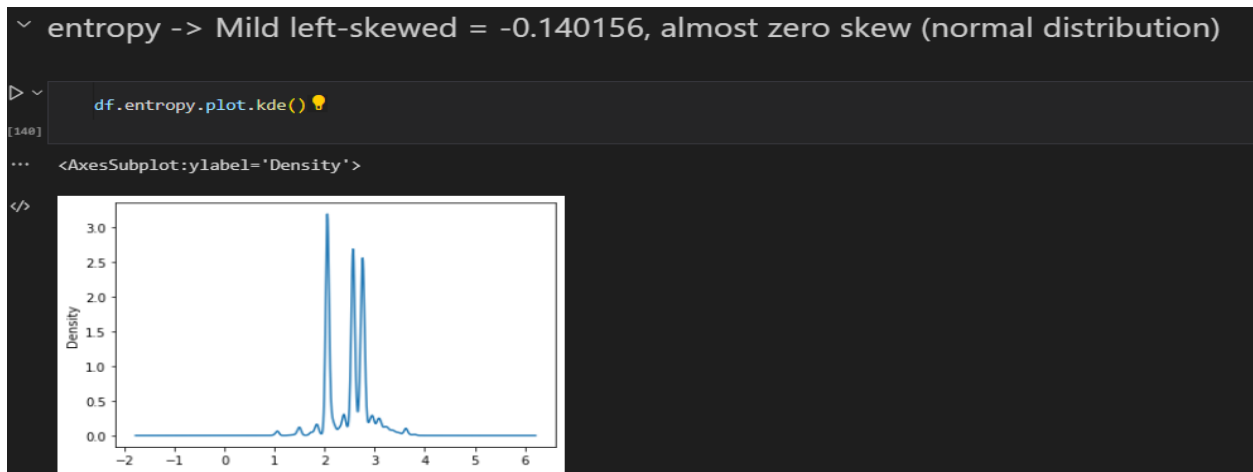 entropy -> Mild left-skewed = -0.140156, almost zero skew (normal distribution)
df.entropy.plot.kde()
[140]
... <AxesSubplot:ylabel='Density'>
</>
3.0
2.5
2.0
1.5
1.0
0.5
0.0
Density
−2 −1 0 1 2 3 4 5 6